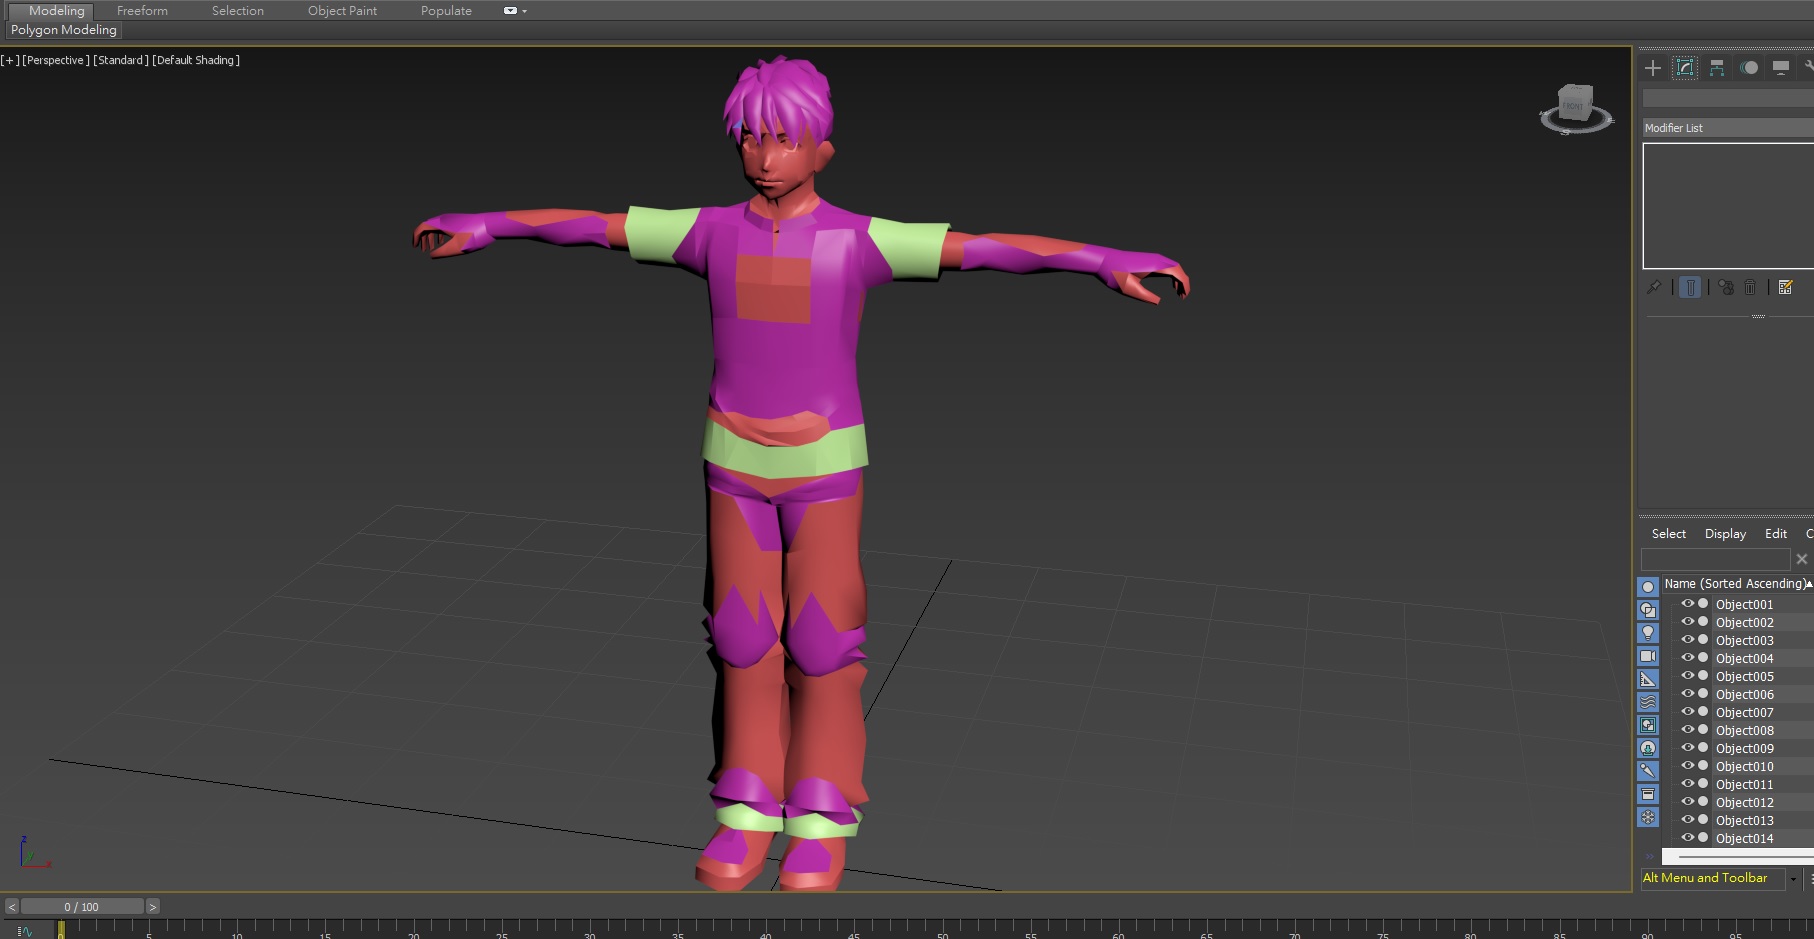 Modeling Freeform Selection Object Paint Populate
Polygon Modeling
[+] [Perspective] [Standard] [Default Shading]
FRONT
S
Modifier List
Select Display Edit C
Name (Sorted Ascending)
Object001
Object002
Object003
Object004
Object005
Object006
Object007
Object008
Object009
Object010
Object011
Object012
Object013
Object014
z
x
Alt Menu and Toolbar
< 0 / 100 >
0 5 10 15 20 25 30 35 40 45 50 55 60 65 70 75 80 85 90 95